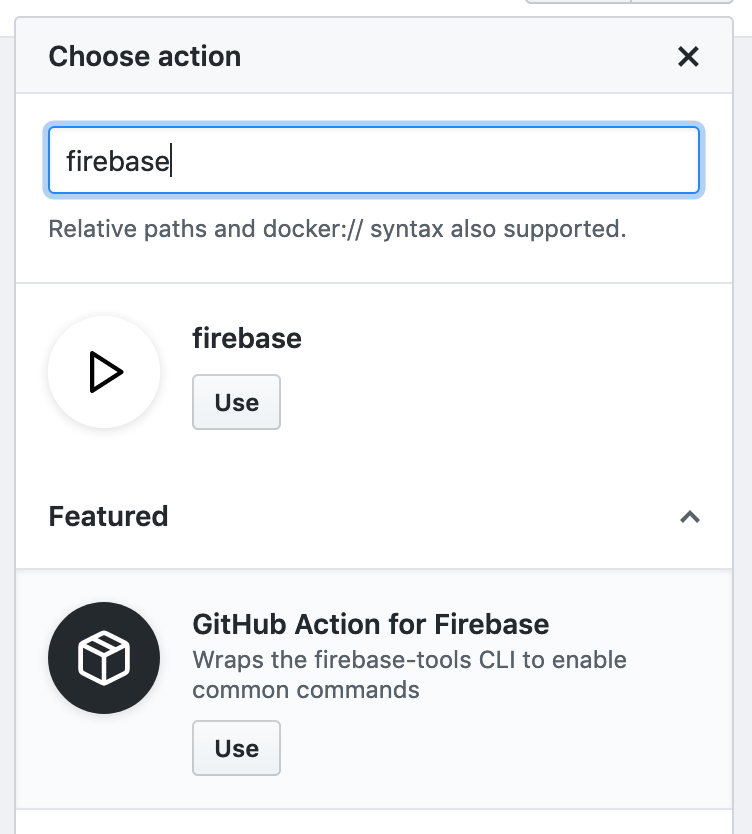 Choose action
firebase
Relative paths and docker:// syntax also supported.
firebase
Use
Featured
GitHub Action for Firebase
Wraps the firebase-tools CLI to enable
common commands
Use